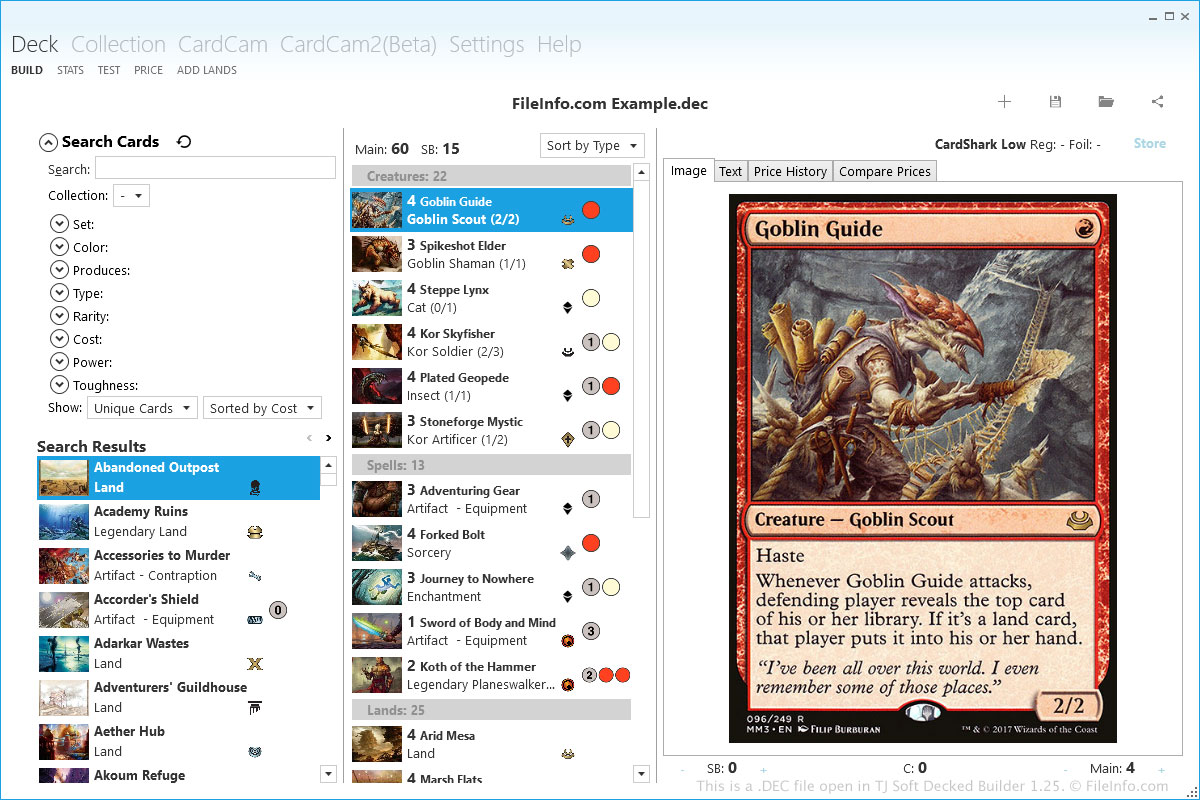 Deck Collection CardCam CardCam2(Beta) Settings Help
BUILD STATS TEST PRICE ADD LANDS
FileInfo.com Example.dec
Search Cards
Search:
Collection: -
Set:
Color:
Produces:
Type:
Rarity:
Cost:
Power:
Toughness:
Show: Unique Cards Sorted by Cost
Search Results
Abandoned Outpost
Land
Academy Ruins
Legendary Land
Accessories to Murder
Artifact - Contraption
Accorder's Shield
Artifact - Equipment
0
Adarkar Wastes
Land
Adventurers' Guildhouse
Land
Aether Hub
Land
Akoum Refuge
Main: 60 SB: 15
Sort by Type
Creatures: 22
4 Goblin Guide
Goblin Scout (2/2)
3 Spikeshot Elder
Goblin Shaman (1/1)
4 Steppe Lynx
Cat (0/1)
4 Kor Skyfisher
Kor Soldier (2/3)
1
4 Plated Geopede
Insect (1/1)
1
3 Stoneforge Mystic
Kor Artificer (1/2)
1
Spells: 13
3 Adventuring Gear
Artifact - Equipment
1
4 Forked Bolt
Sorcery
3 Journey to Nowhere
Enchantment
1
1 Sword of Body and Mind
Artifact - Equipment
3
2 Koth of the Hammer
Legendary Planeswalker...
2
Lands: 25
4 Arid Mesa
Land
4 Marsh Flats
CardShark Low Reg: - Foil: -
Store
Image Text Price History Compare Prices
Goblin Guide
Creature — Goblin Scout
Haste
Whenever Goblin Guide attacks,
defending player reveals the top card
of his or her library. If it's a land card,
that player puts it into his or her hand.
"I've been all over this world. I even
remember some of those places."
2/2
096/249 R
MM3 • EN Filip Burburan
™ & © 2017 Wizards of the Coast
- SB: 0 + C: 0 - Main: 4 +
This is a .DEC file open in TJ Soft Decked Builder 1.25. © FileInfo.com